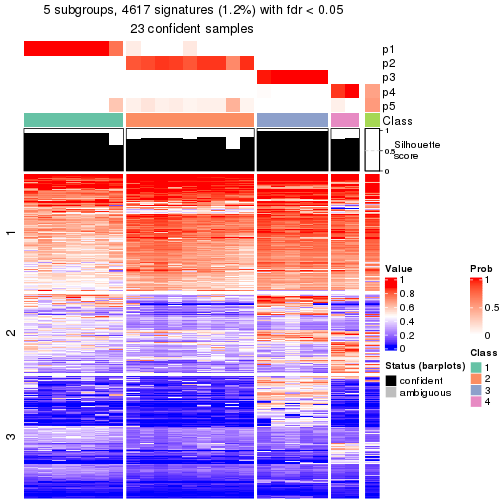 5 subgroups, 4617 signatures (1.2%) with fdr < 0.05
23 confident samples
p1
p2
p3
p4
p5
Class
1
0.5
0
Silhouette
score
1
2
3
Value
1
0.8
0.6
0.4
0.2
0
Status (barplots)
confident
ambiguous
Prob
1
0.5
0
Class
1
2
3
4